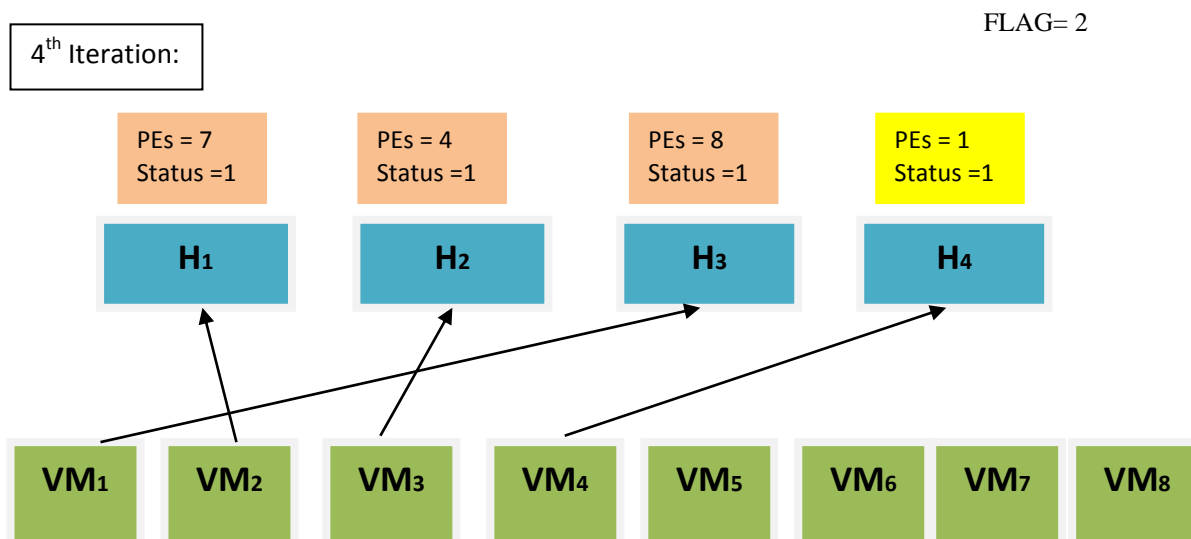 FLAG= 2
4th Iteration:
PEs = 7
Status =1
PEs = 4
Status =1
PEs = 8
Status =1
PEs = 1
Status =1
H1
H2
H3
H4
VM1
VM2
VM3
VM4
VM5
VM6
VM7
VM8